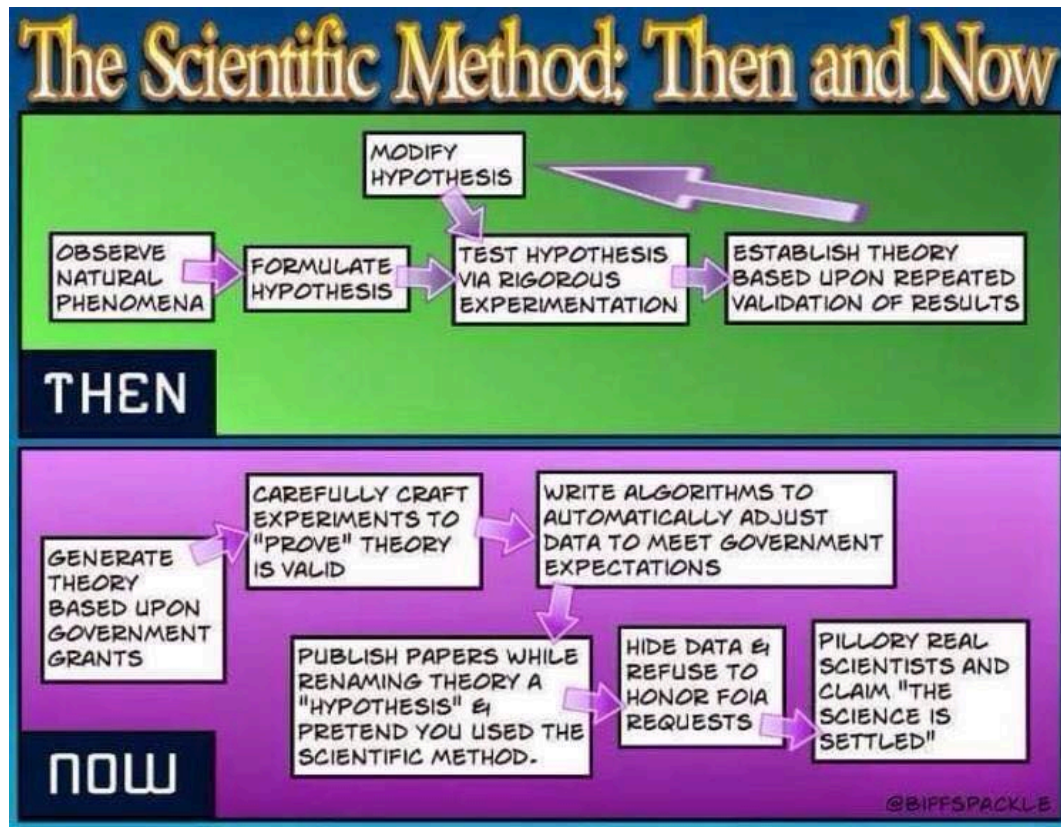 The Scientific Method: Then and Now
MODIFY
HYPOTHESIS
OBSERVE
NATURAL
PHENOMENA
FORMULATE
HYPOTHESIS
TEST HYPOTHESIS
VIA RIGOROUS
EXPERIMENTATION
ESTABLISH THEORY
BASED UPON REPEATED
VALIDATION OF RESULTS
THEN
GENERATE
THEORY
BASED UPON
GOVERNMENT
GRANTS
CAREFULLY CRAFT
EXPERIMENTS TO
"PROVE" THEORY
IS VALID
WRITE ALGORITHMS TO
AUTOMATICALLY ADJUST
DATA TO MEET GOVERNMENT
EXPECTATIONS
PUBLISH PAPERS WHILE
RENAMING THEORY A
"HYPOTHESIS" &
PRETEND YOU USED THE
SCIENTIFIC METHOD.
HIDE DATA &
REFUSE TO
HONOR FOIA
REQUESTS
PILLORY REAL
SCIENTISTS AND
CLAIM "THE
SCIENCE IS
SETTLED"
NOW
@BIFFSPACKLE